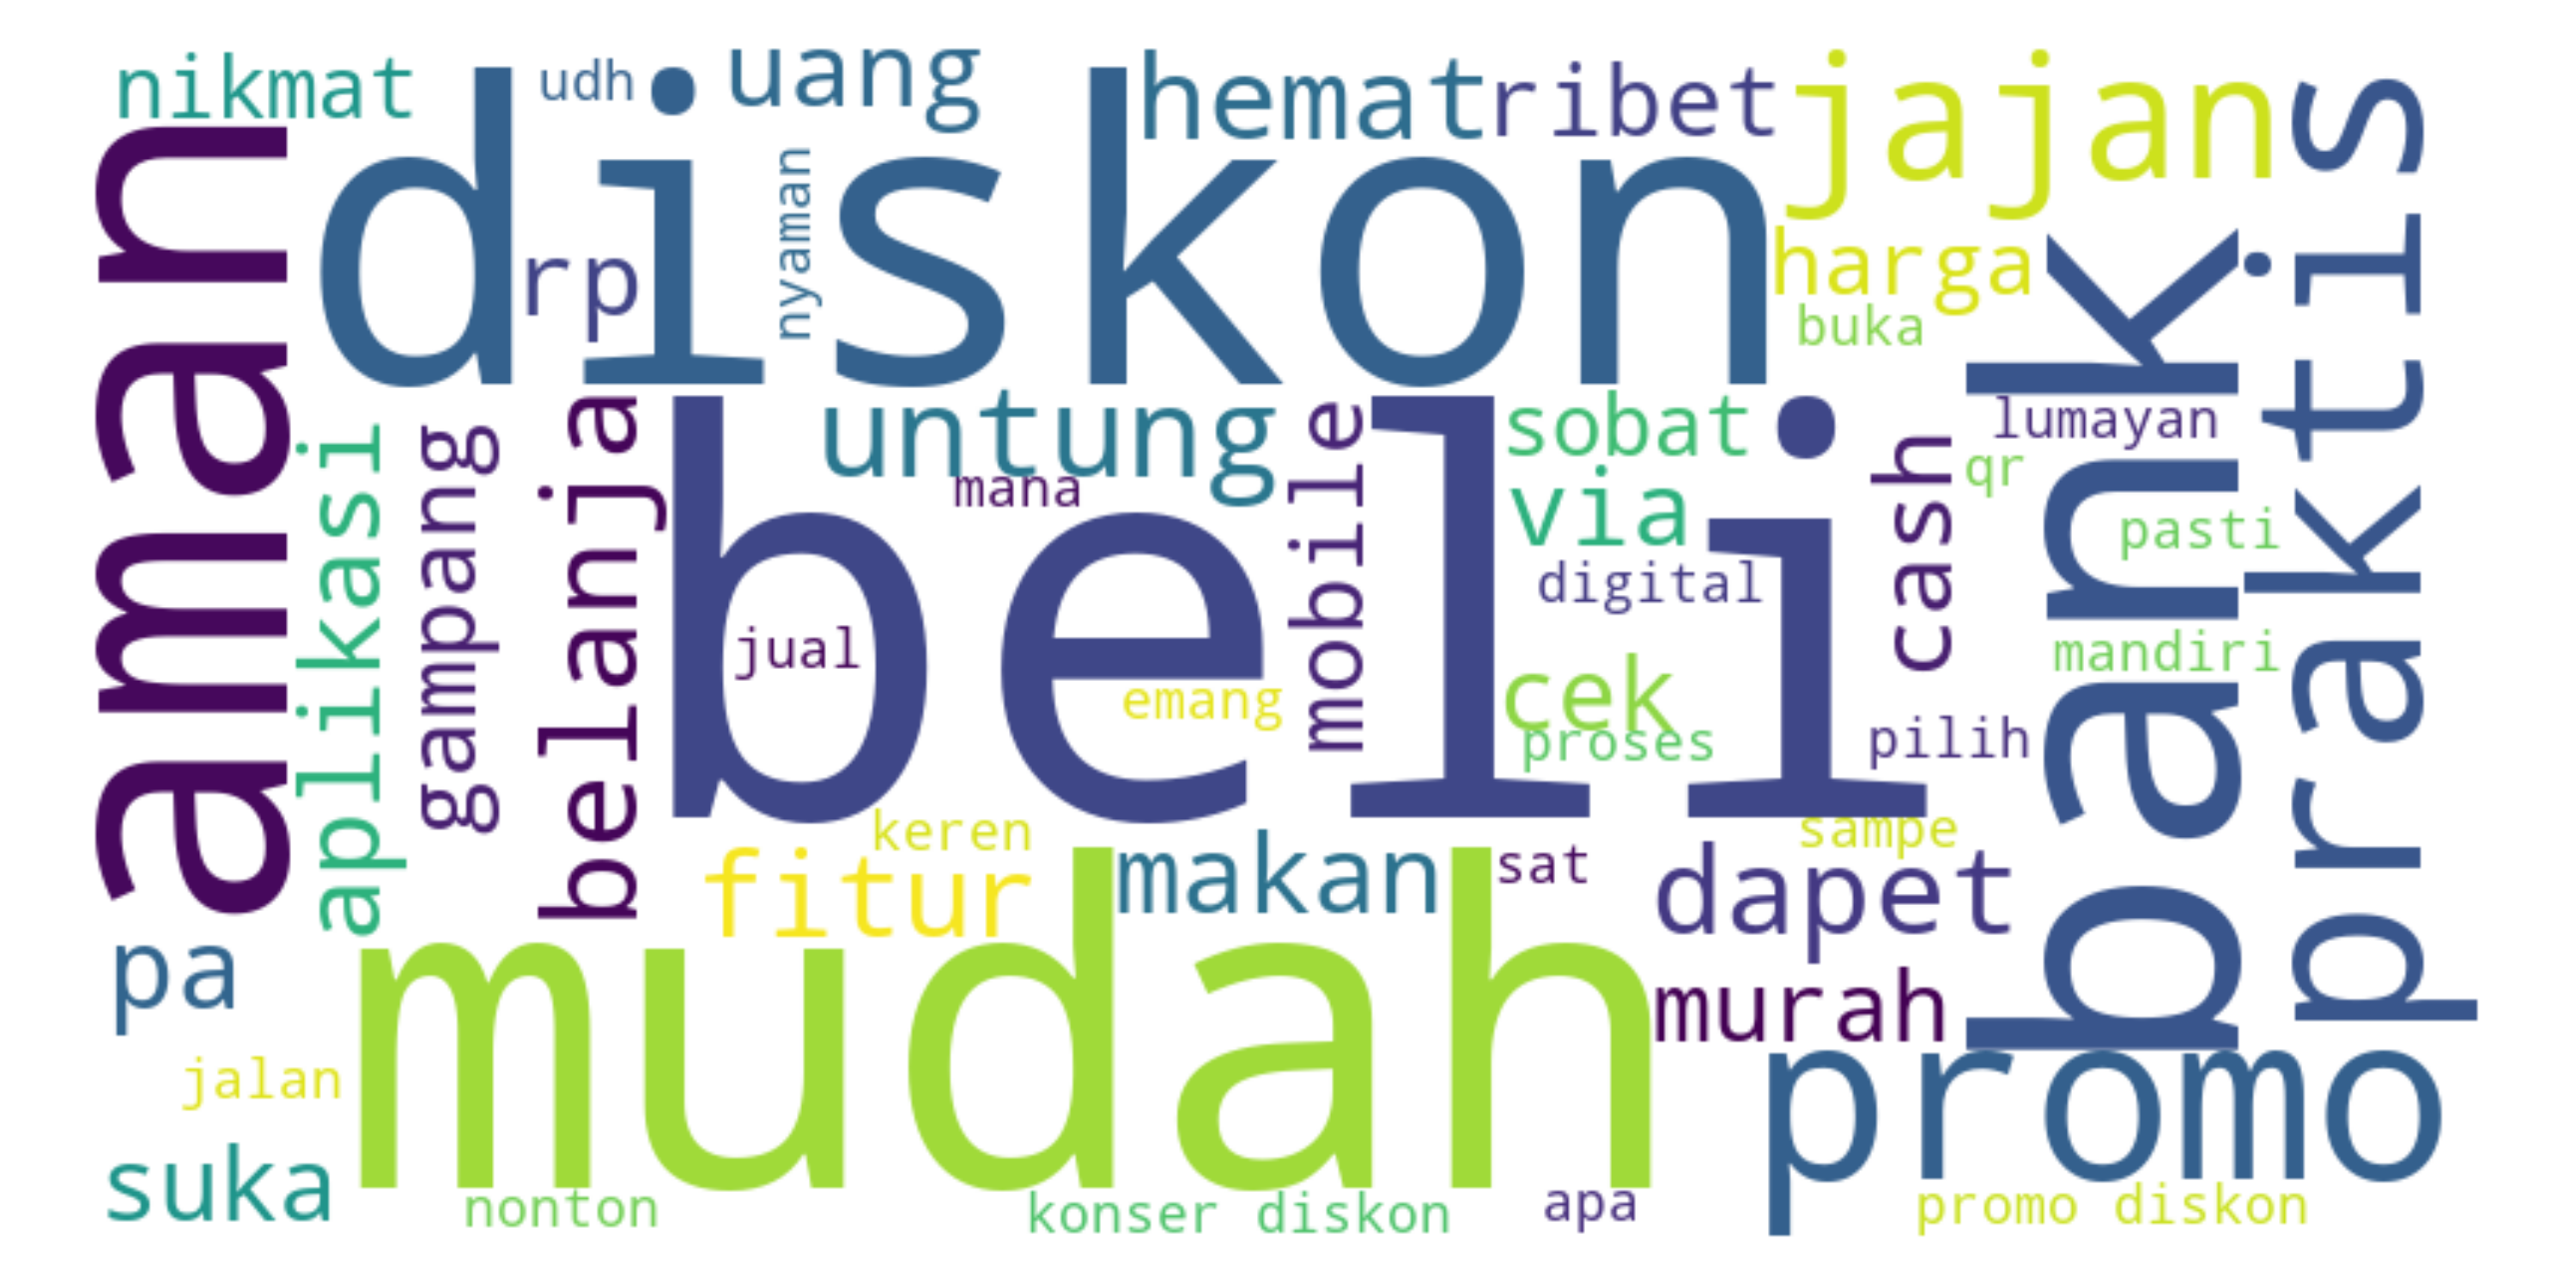 nikmat
udh
uang
hemat
ribet
jajan
diskon
aman
rp
nyaman
harga
buka
praktis
bank
aplikasi
gampang
belanja
untung
mana
mobile
sobat
via
digital
cash
lumayan
qr
pasti
mandiri
beli
jual
emang
cek
proses
pilih
keren
fitur
makan
sat
sampe
dapet
pa
mudah
murah
jalan
promo
suka
nonton
konser diskon
apa
promo diskon